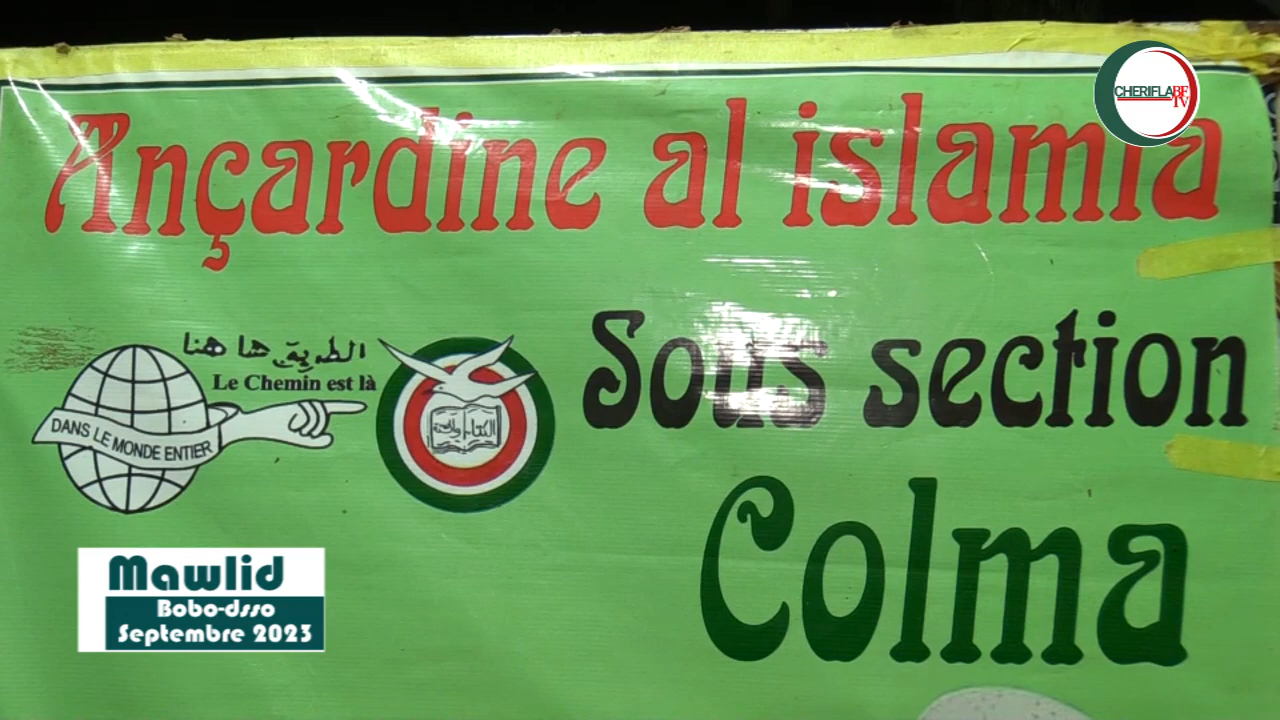 CHERIFLA BF TV
Ançardine al islamia
الطريق ها هنا
Le Chemin est là
DANS LE MONDE ENTIER
Sous section
Colma
Mawlid
Bobo-dsso
Septembre 2023